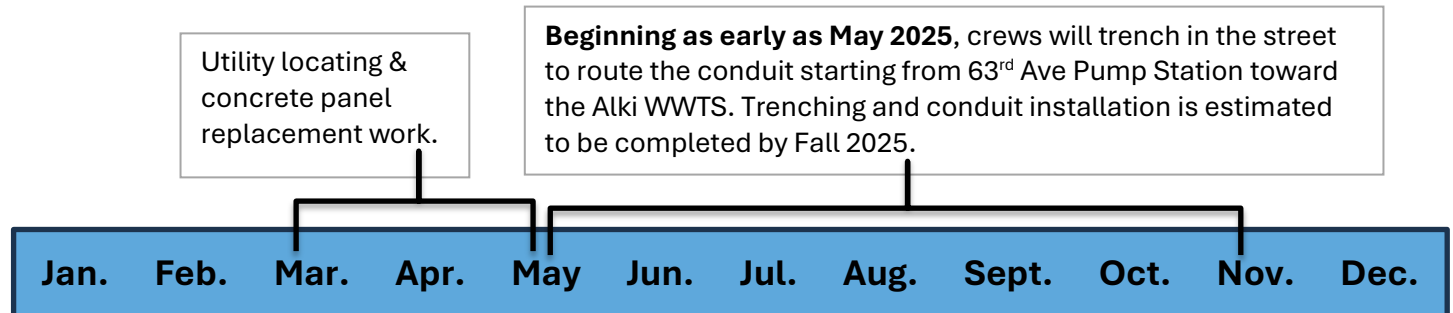 Utility locating &
concrete panel
replacement work.
Beginning as early as May 2025, crews will trench in the street
to route the conduit starting from 63rd Ave Pump Station toward
the Alki WWTS. Trenching and conduit installation is estimated
to be completed by Fall 2025.
Jan. Feb. Mar. Apr. May Jun. Jul. Aug. Sept. Oct. Nov. Dec.